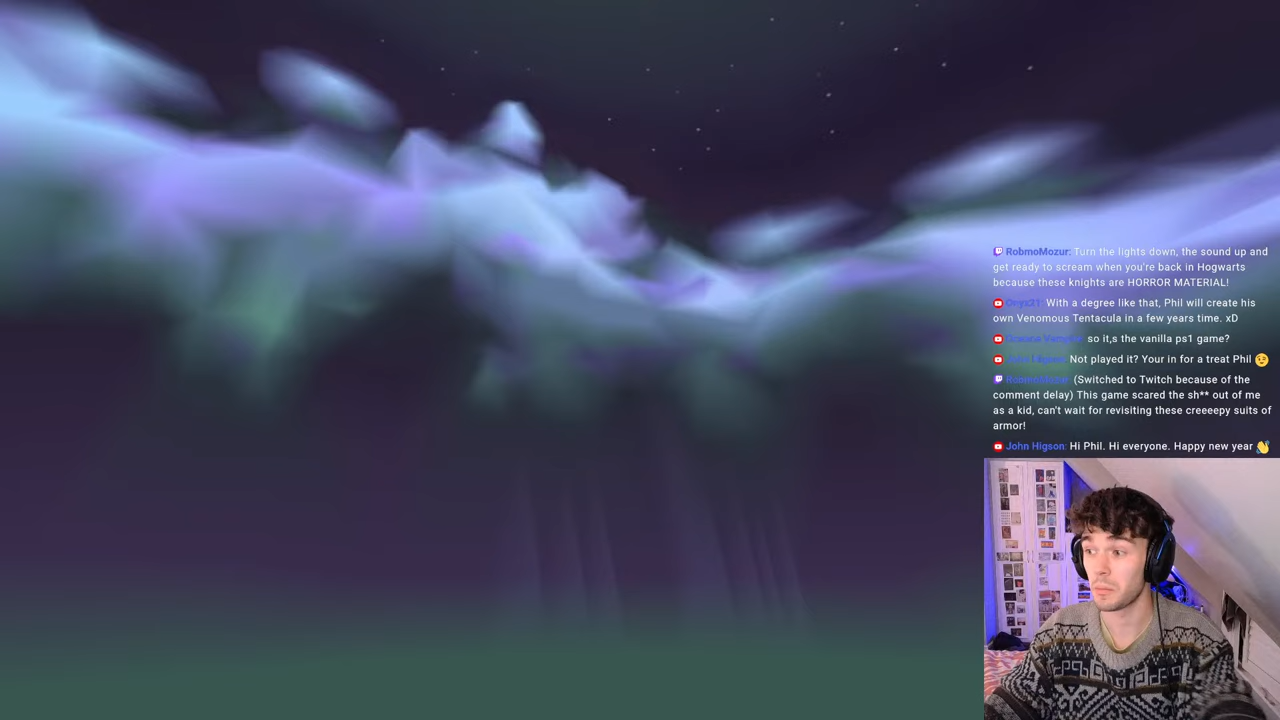 RobmoMozur: Turn the lights down, the sound up and
get ready to scream when you're back in Hogwarts
because these knights are HORROR MATERIAL!
With a degree like that, Phil will create his
own Venomous Tentacula in a few years time. xD
so it,s the vanilla ps1 game?
Not played it? Your in for a treat Phil 😉
(Switched to Twitch because of the
comment delay) This game scared the sh** out of me
as a kid, can't wait for revisiting these creeeepy suits of
armor!
John Higson: Hi Phil. Hi everyone. Happy new year 👋